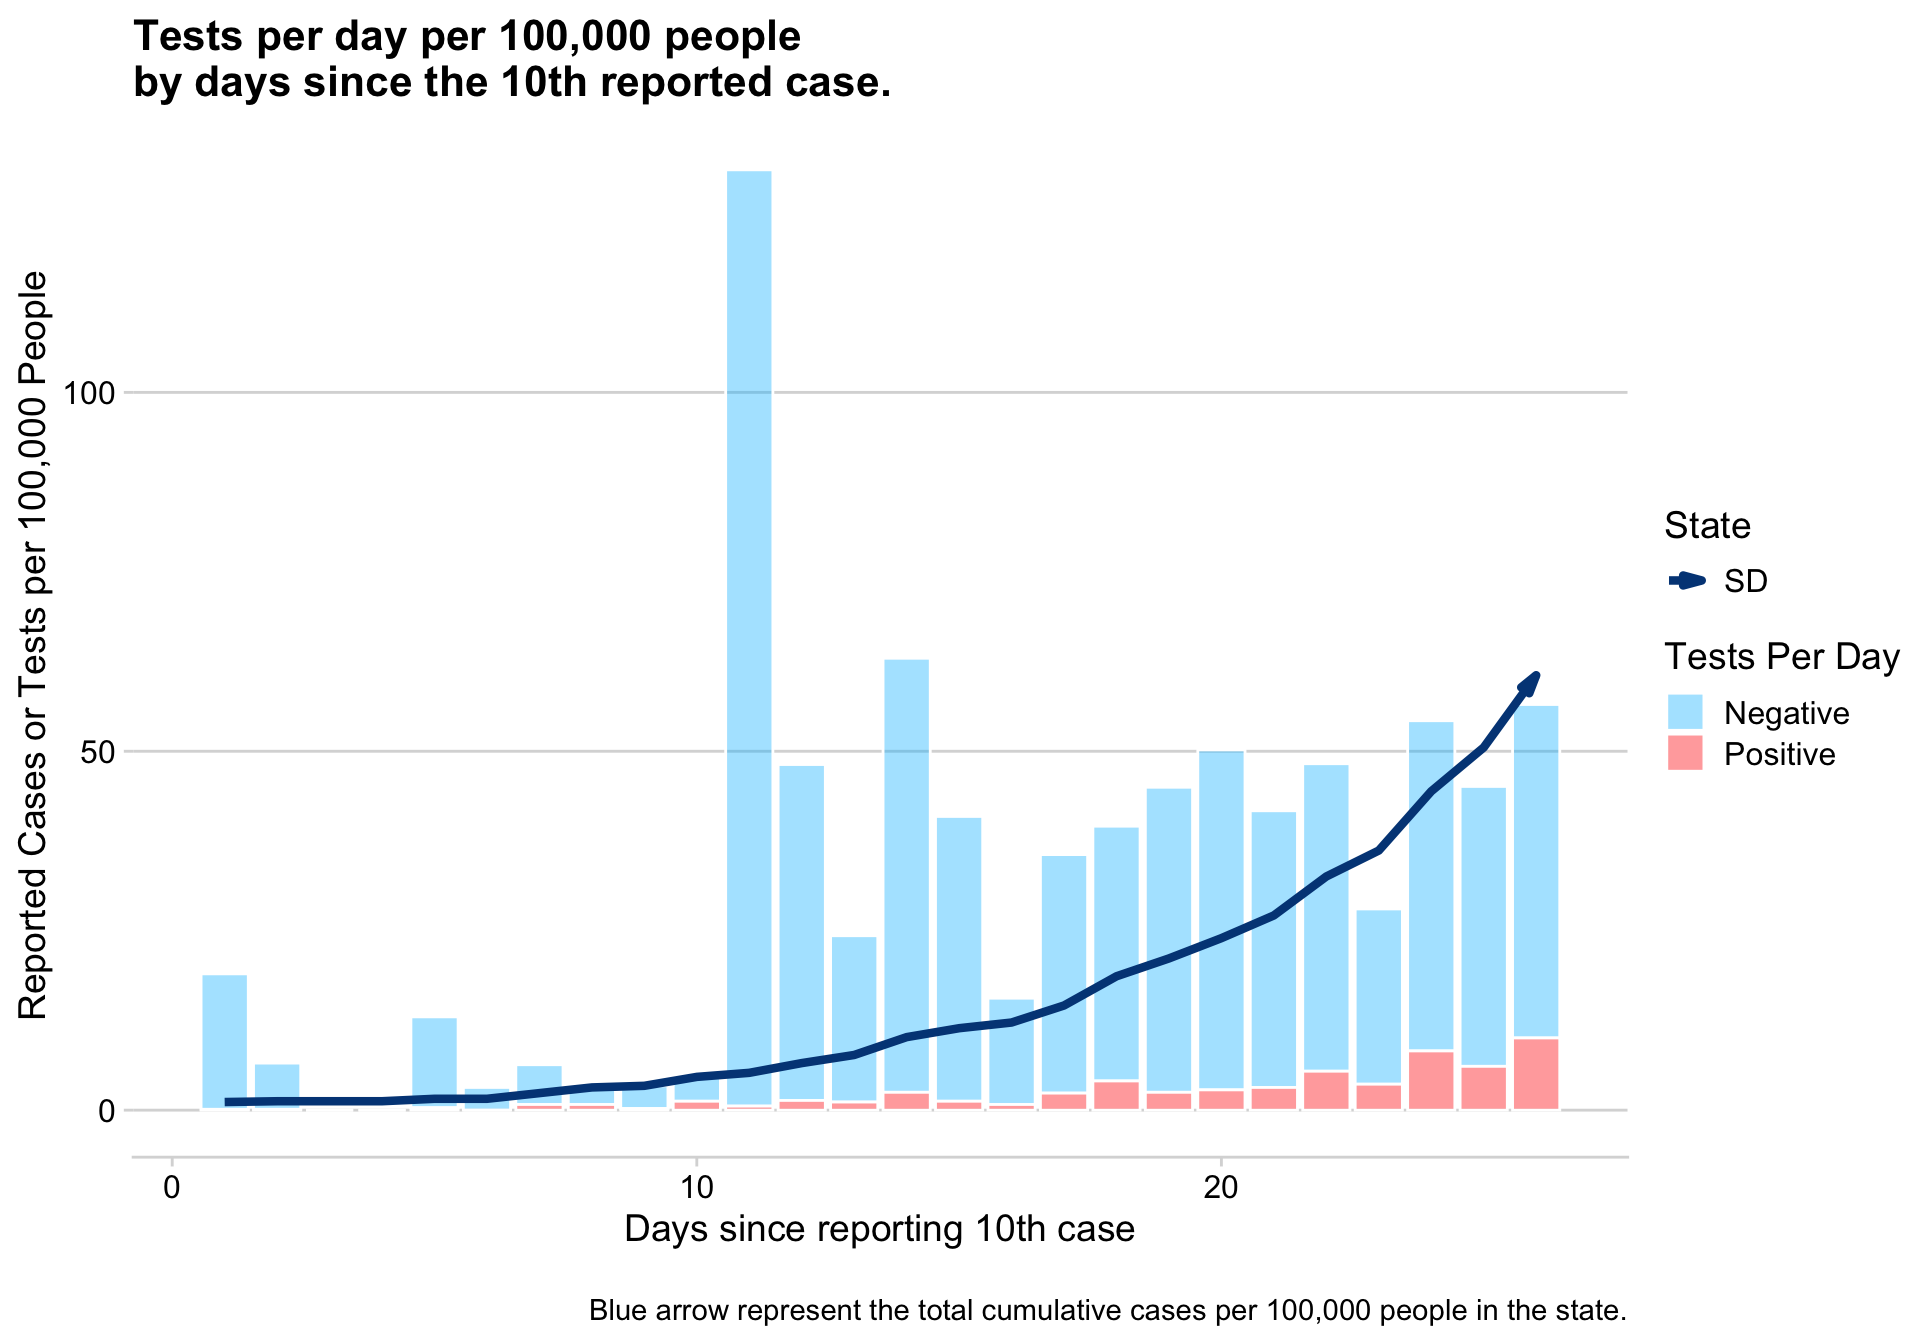 Tests per day per 100,000 people
by days since the 10th reported case.
Reported Cases or Tests per 100,000 People
100
50
0
0
10
20
Days since reporting 10th case
State
SD
Tests Per Day
Negative
Positive
Blue arrow represent the total cumulative cases per 100,000 people in the state.